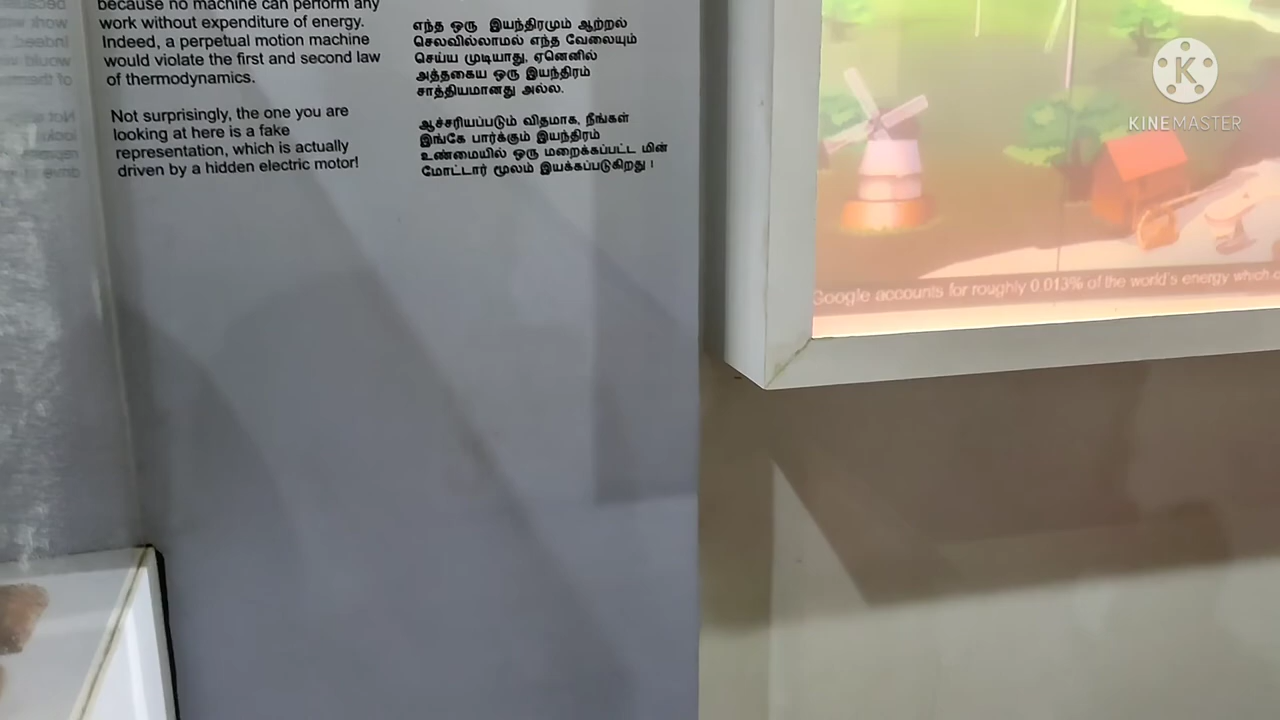 because no machine can perform any
work without expenditure of energy.
Indeed, a perpetual motion machine
would violate the first and second law
of thermodynamics.
Not surprisingly, the one you are
looking at here is a fake
representation, which is actually
driven by a hidden electric motor!
எந்த ஒரு இயந்திரமும் ஆற்றல்
செலவில்லாமல் எந்த வேலையும்
செய்ய முடியாது, ஏனெனில்
அத்தகைய ஒரு இயந்திரம்
சாத்தியமானது அல்ல.
ஆச்சரியப்படும் விதமாக, நீங்கள்
இங்கே பார்க்கும் இயந்திரம்
உண்மையில் ஒரு மறைக்கப்பட்ட மின்
மோட்டார் மூலம் இயக்கப்படுகிறது !
K
KINEMASTER
Google accounts for roughly 0.013% of the world's energy which